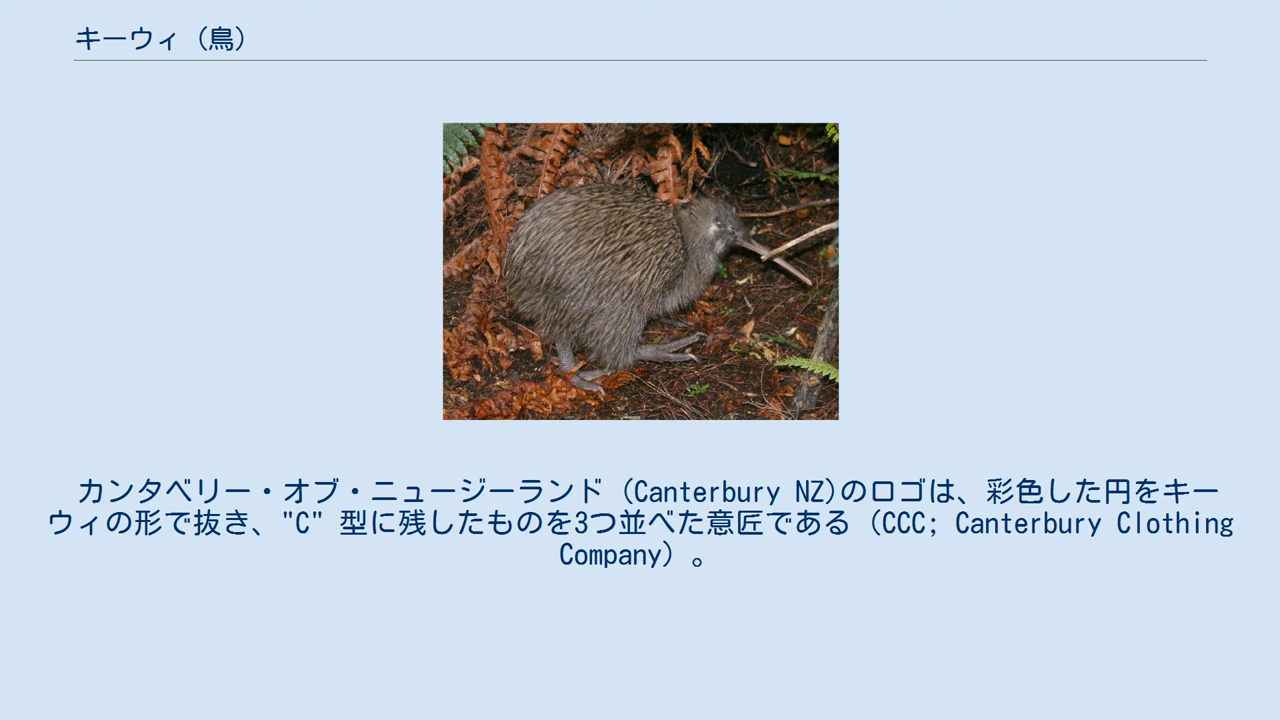 キーウィ（鳥）
カンタベリー・オブ・ニュージーランド（Canterbury NZ)のロゴは、彩色した円をキー
ウィの形で抜き、"C" 型に残したものを3つ並べた意匠である（CCC; Canterbury Clothing
Company）。